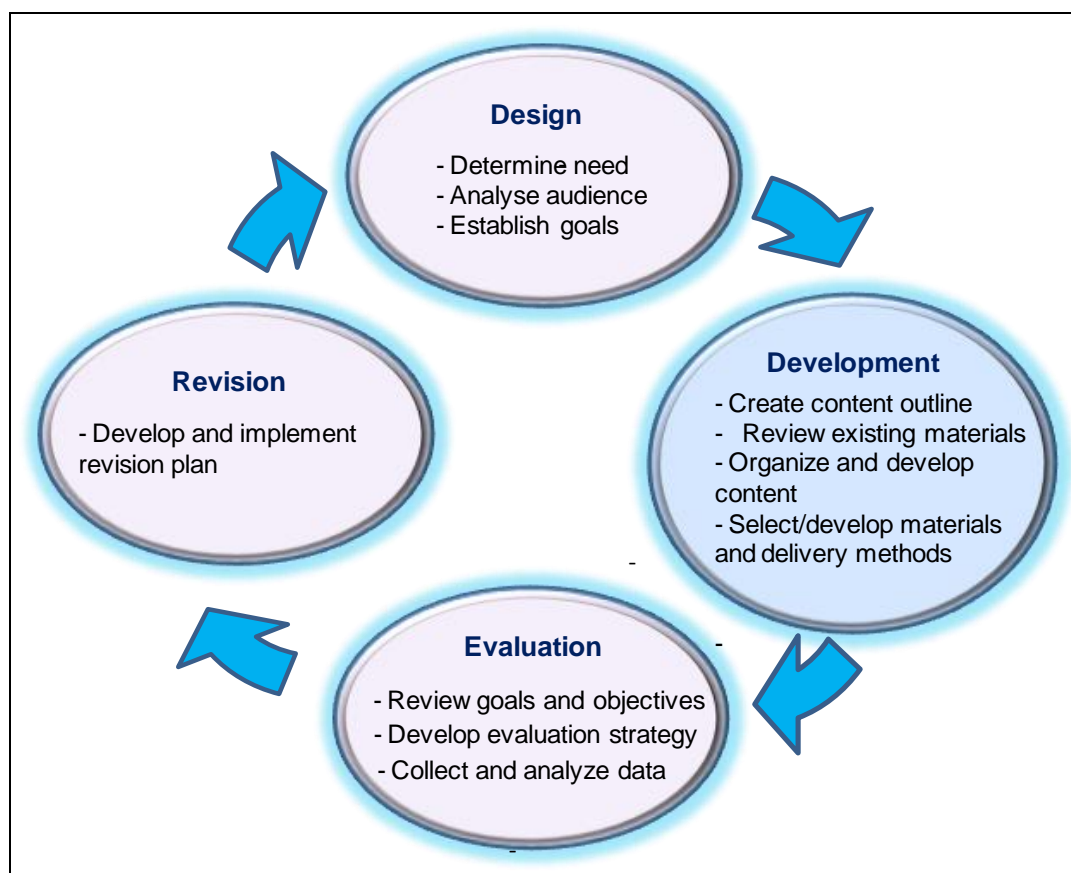 Design
- Determine need
- Analyse audience
- Establish goals
Development
- Create content outline
- Review existing materials
- Organize and develop
content
- Select/develop materials
and delivery methods
-
Evaluation
-
- Review goals and objectives
- Develop evaluation strategy
- Collect and analyze data
-
Revision
- Develop and implement
revision plan